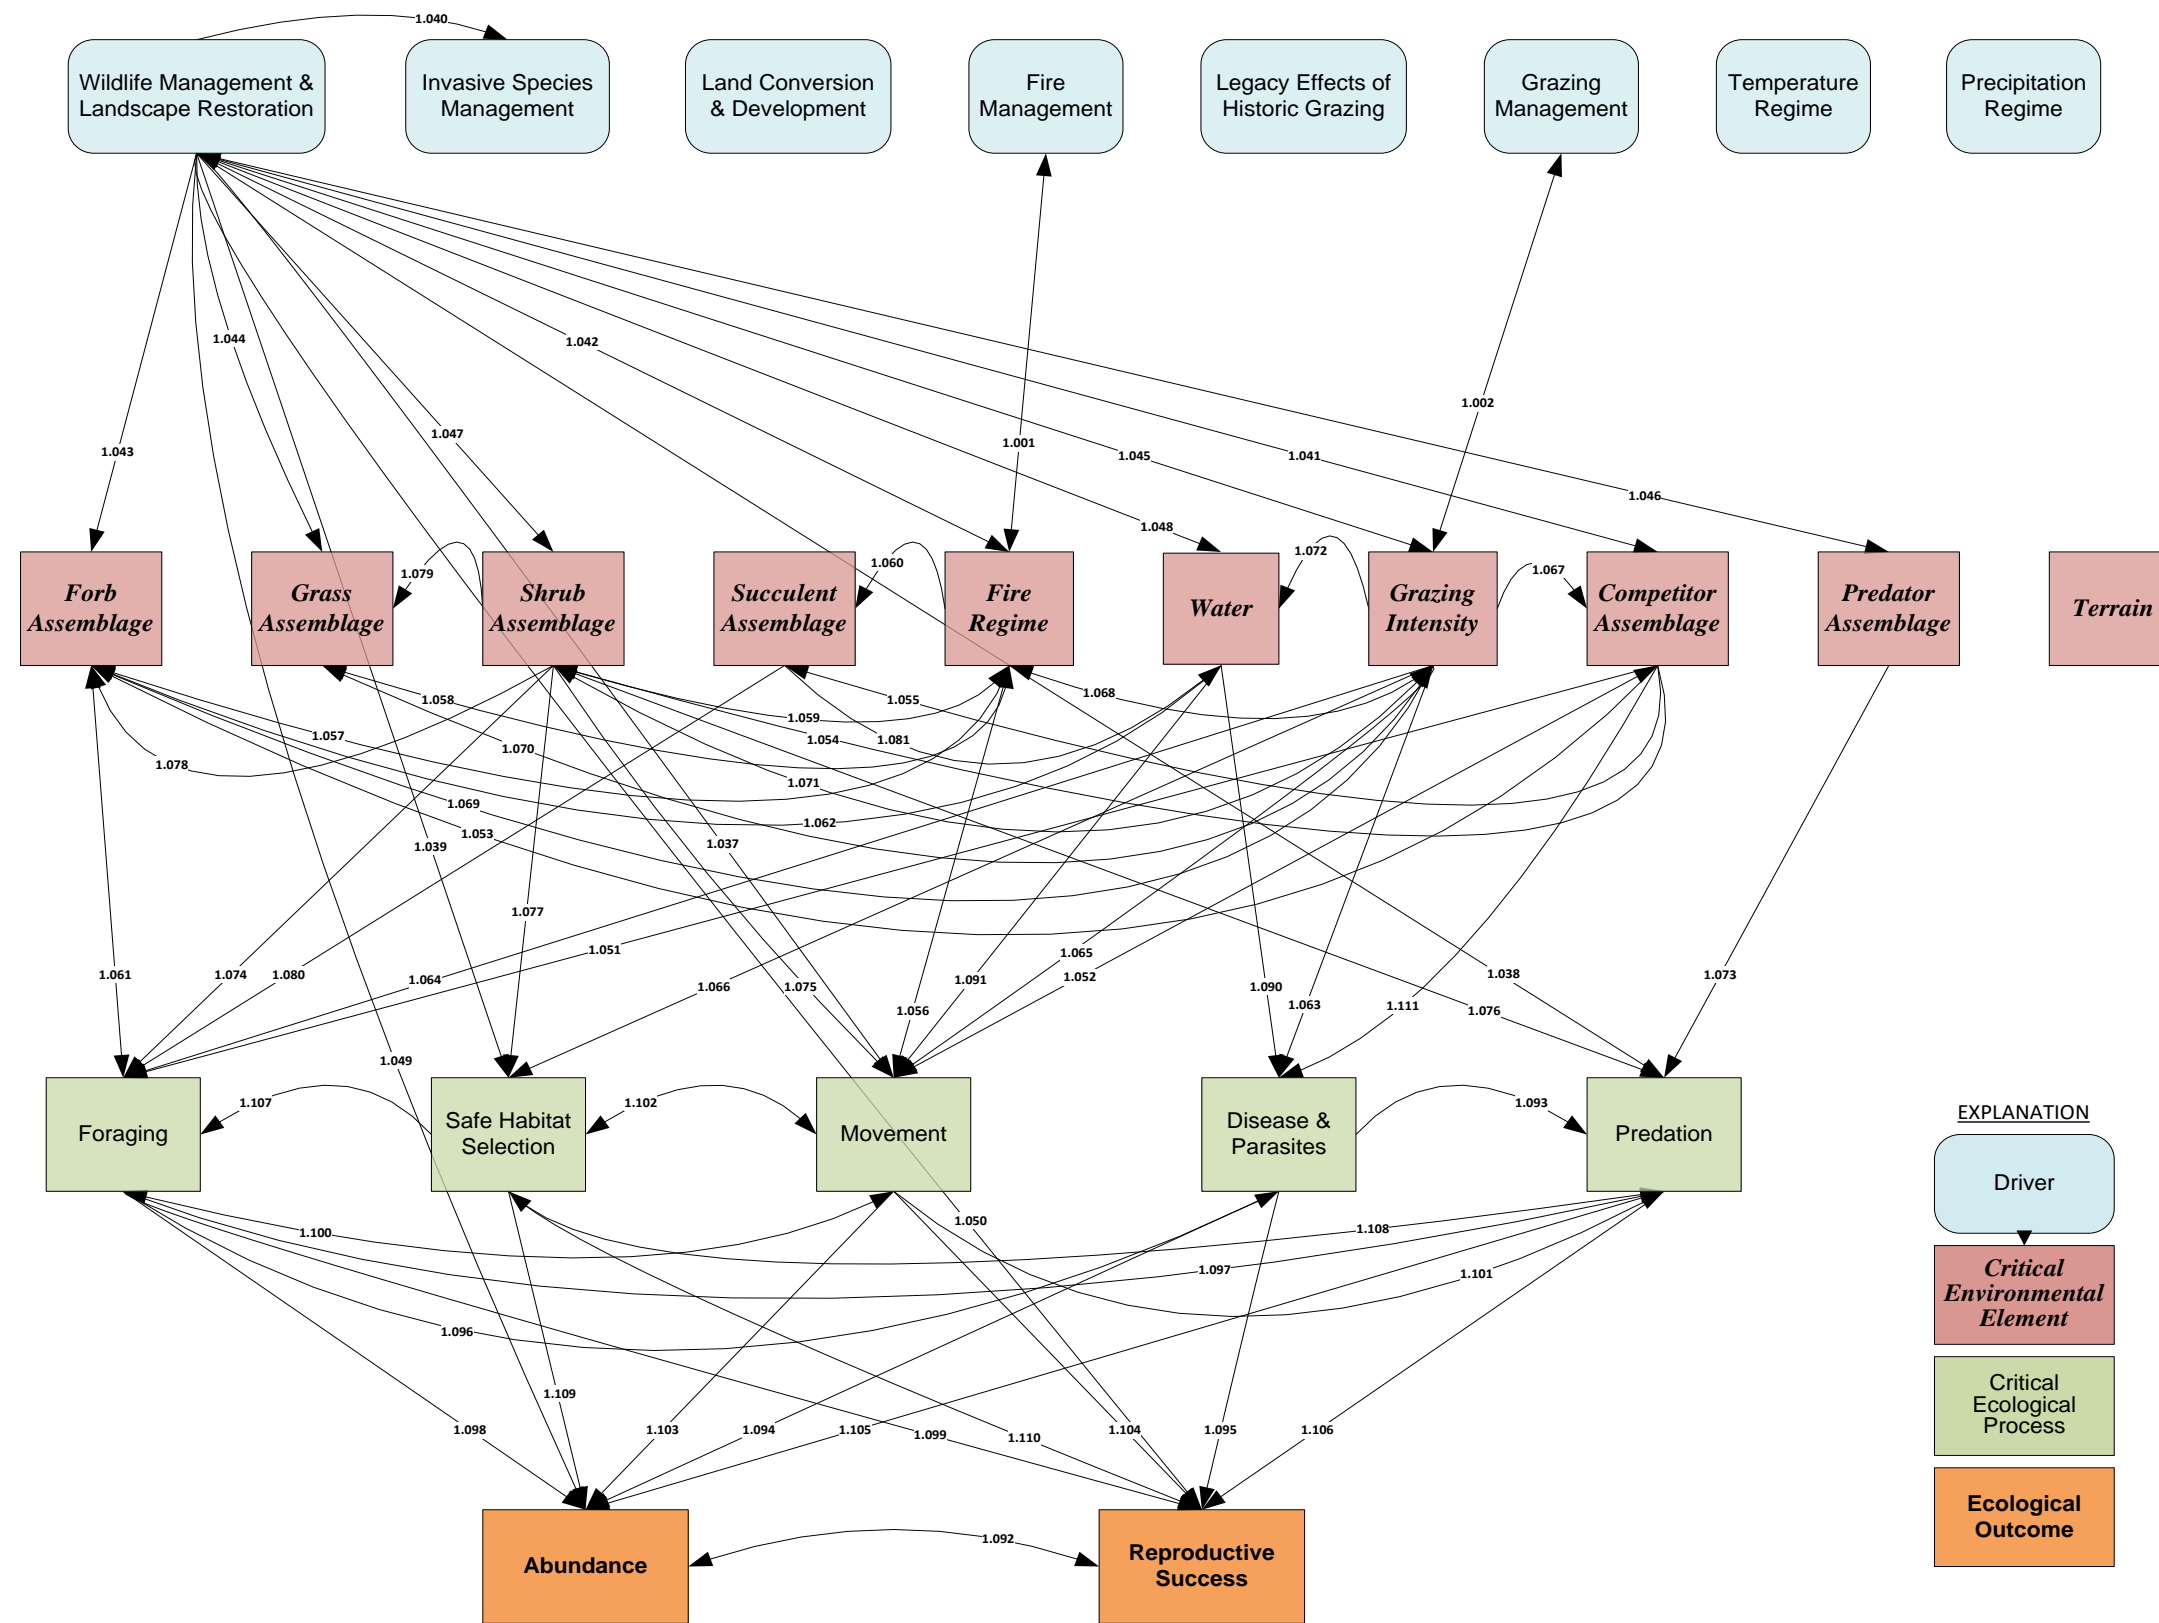 1.040
Wildlife Management &
Landscape Restoration
Invasive Species
Management
Land Conversion
& Development
Fire
Management
Legacy Effects of
Historic Grazing
Grazing
Management
Temperature
Regime
Precipitation
Regime
1.044
1.042
1.002
1.043
1.047
1.001
1.045
1.041
1.046
1.048
1.079
1.060
1.072
1.067
Forb
Assemblage
Grass
Assemblage
Shrub
Assemblage
Succulent
Assemblage
Fire
Regime
Water
Grazing
Intensity
Competitor
Assemblage
Predator
Assemblage
Terrain
1.058
1.059
1.068
1.055
1.057
1.070
1.054
1.081
1.078
1.071
1.069
1.062
1.053
1.039
1.037
1.077
1.051
1.065
1.061
1.074
1.080
1.064
1.066
1.091
1.052
1.075
1.090
1.038
1.073
1.056
1.063
1.111
1.076
1.049
1.107
1.102
1.093
Foraging
Safe Habitat
Selection
Movement
Disease &
Parasites
Predation
1.100
1.050
1.108
1.097
1.101
1.096
1.109
1.098
1.103
1.094
1.105
1.099
1.110
1.104
1.095
1.106
1.092
Abundance
Reproductive
Success
EXPLANATION
Driver
Critical
Environmental
Element
Critical
Ecological
Process
Ecological
Outcome